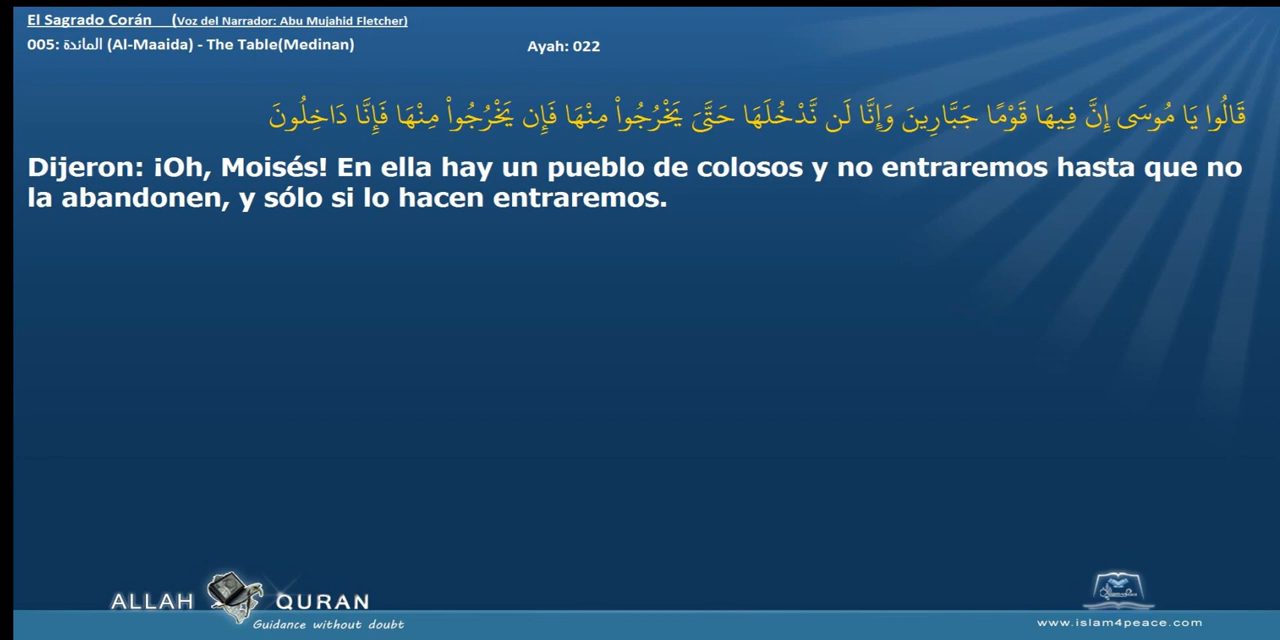 El Sagrado Corán (Voz del Narrador: Abu Mujahid Fletcher)
005: المائدة (Al-Maaida) - The Table(Medinan) Ayah: 022
قَالُوا يَا مُوسَى إِنَّ فِيهَا قَوْمًا جَبَّارِينَ وَإِنَّا لَن نَّدْخُلَهَا حَتَّىَ يَخْرُجُواْ مِنْهَا فَإِن يَخْرُجُواْ مِنْهَا فَإِنَّا دَاخِلُونَ
Dijeron: ¡Oh, Moisés! En ella hay un pueblo de colosos y no entraremos hasta que no
la abandonen, y sólo si lo hacen entraremos.
ALLAH QURAN
Guidance without doubt
www.islam4peace.com